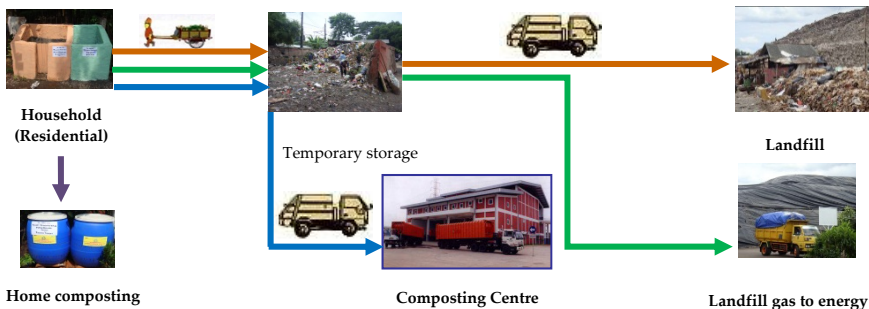 Household
(Residential)
Temporary storage
Landfill
Home composting
Composting Centre
Landfill gas to energy